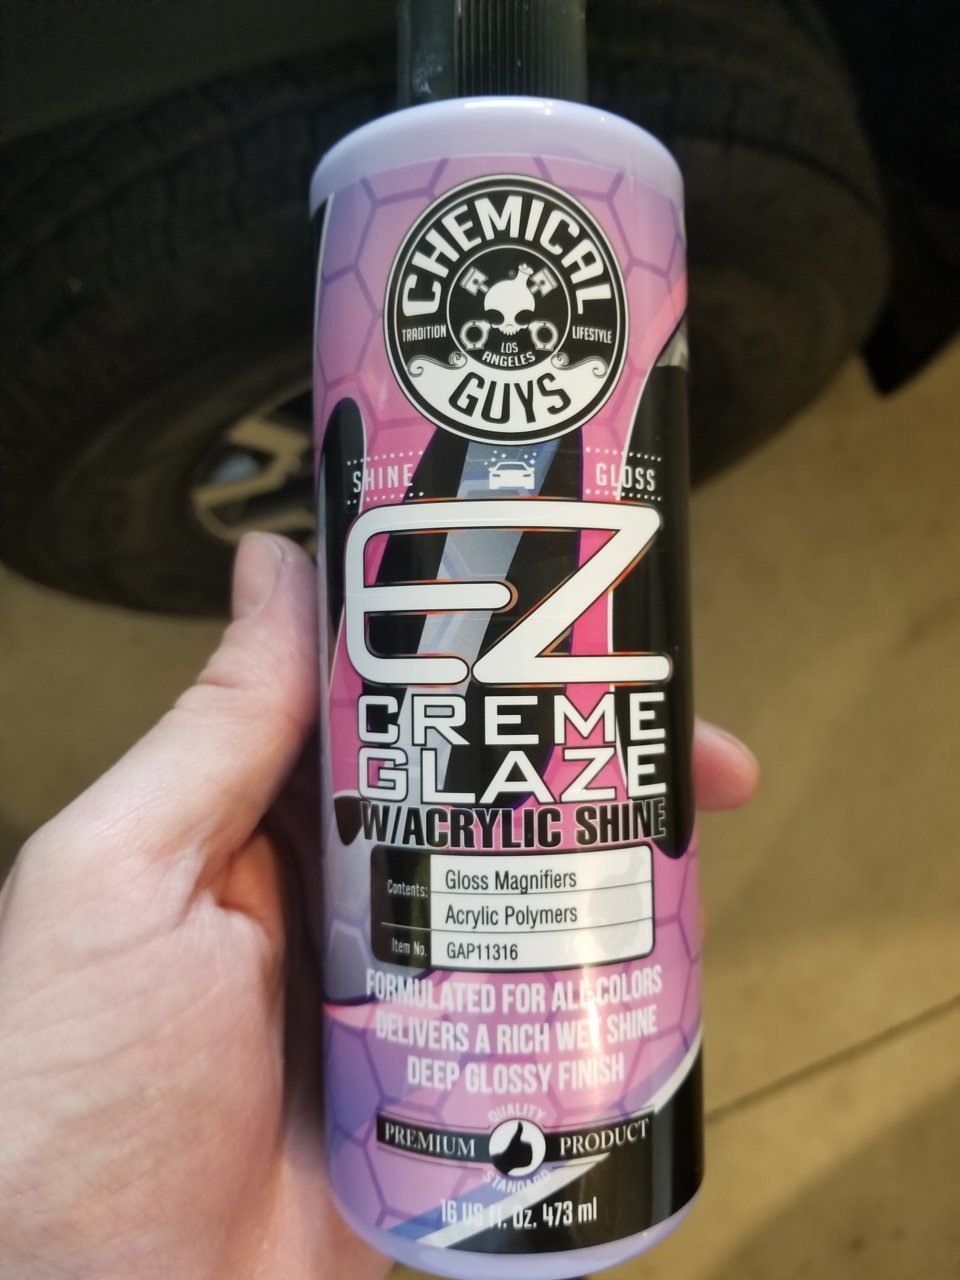 CHEMICAL
TRADITION LIFESTYLE
LOS
ANGELES
GUYS
SHINE GLOSS
EZ
CREME
GLAZE
W/ACRYLIC SHINE
Contents: Gloss Magnifiers
Acrylic Polymers
Item No. GAP11316
FORMULATED FOR ALL COLORS
DELIVERS A RICH WET SHINE
DEEP GLOSSY FINISH
QUALITY
PREMIUM PRODUCT
STANDARD
16 US fl. Oz. 473 ml